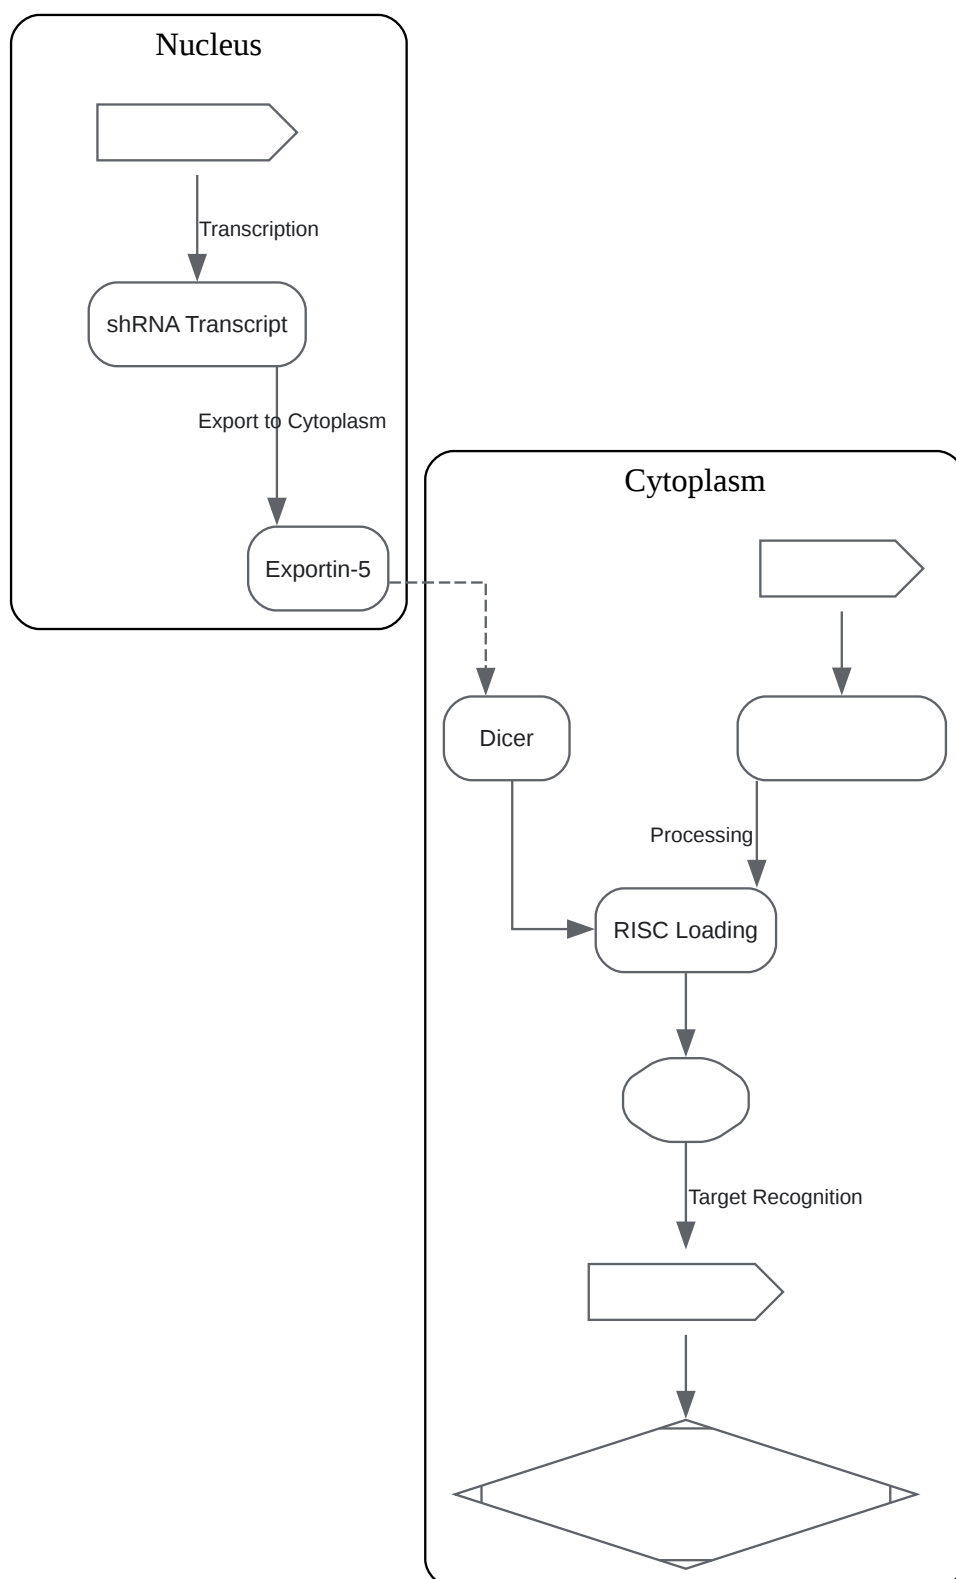 Nucleus
Transcription
shRNA Transcript
Export to Cytoplasm
Exportin-5
Cytoplasm
Dicer
Processing
RISC Loading
Target Recognition